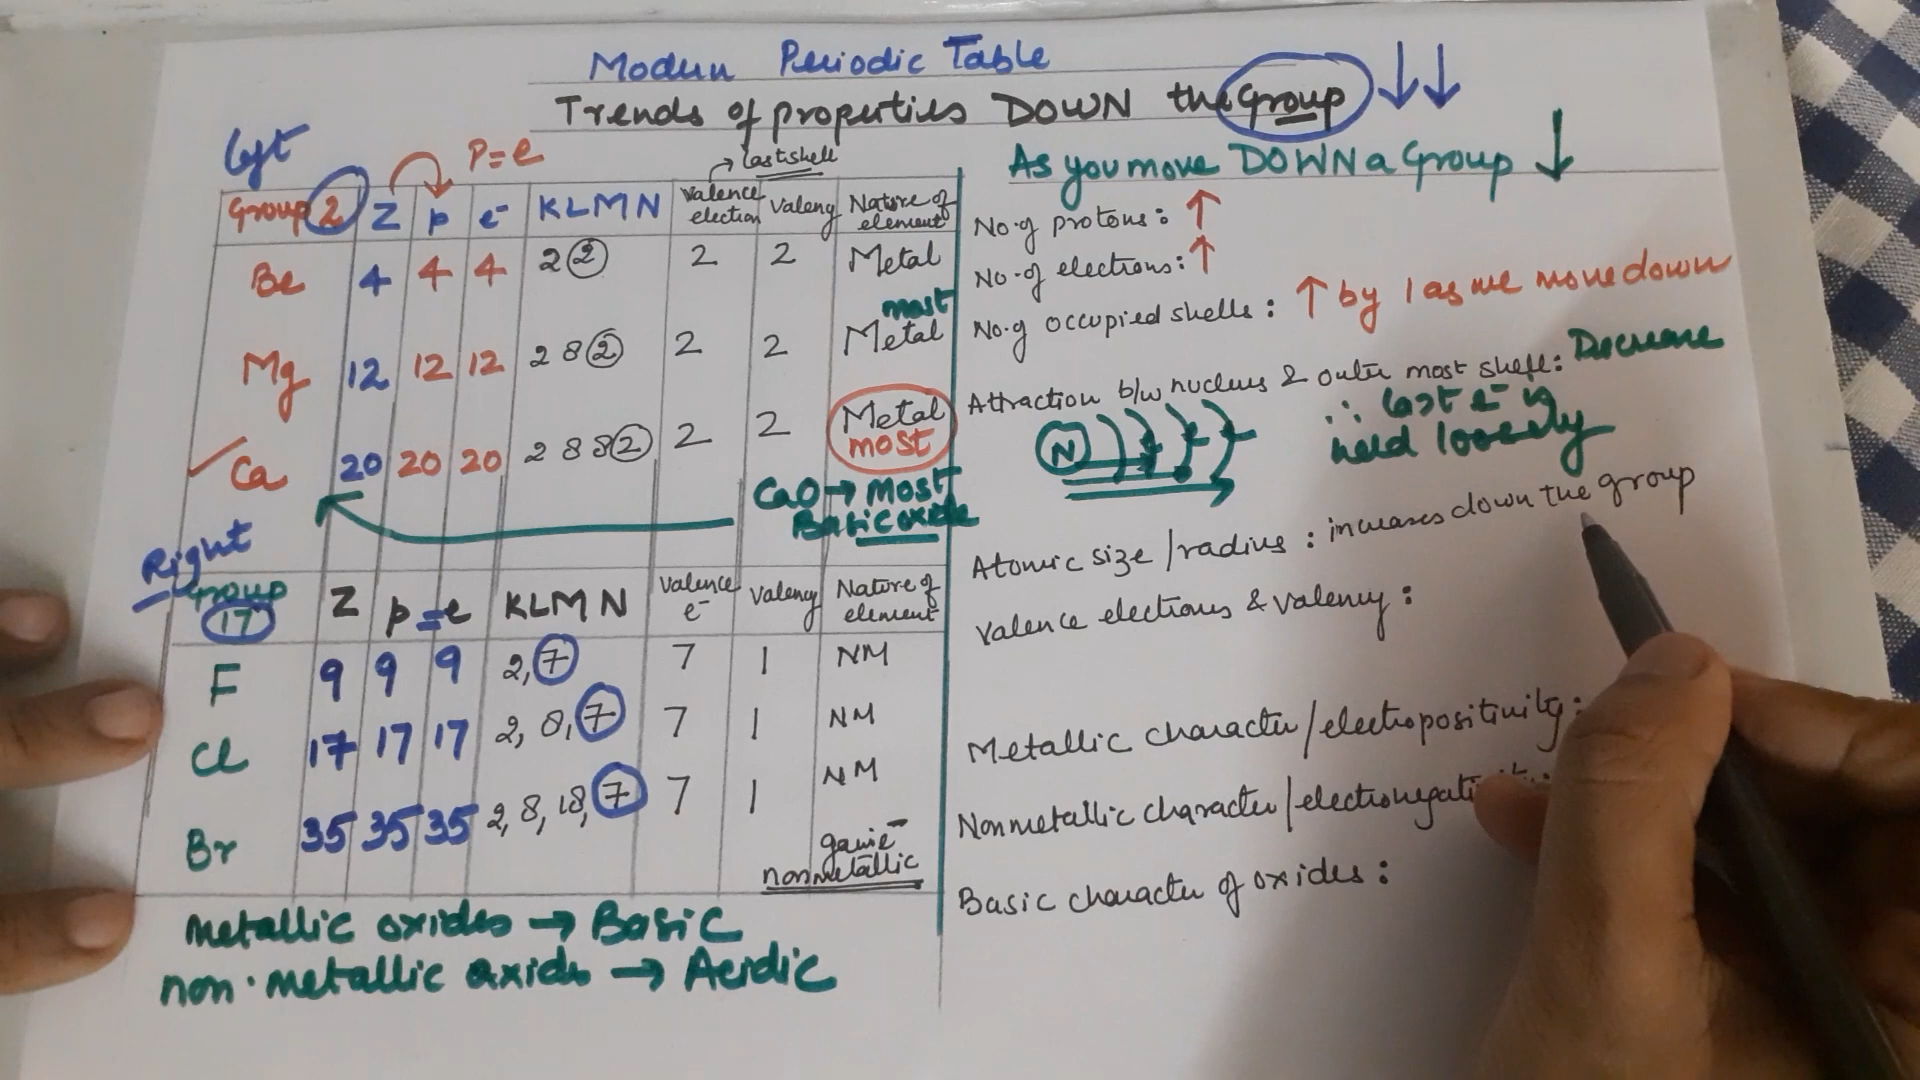 Modern Periodic Table
Trends of properties DOWN the Group ↓↓
left
P=e
→ last shell
Group 2 Z p e⁻ KLMN Valence election Valency Nature of element
Be 4 4 4 2 2 2 2 Metal
most
Mg 12 12 12 2 8 2 2 2 Metal
Ca 20 20 20 2 8 8 2 2 2 Metal most
CaO → Most
Basic oxide
Right
Group 17 Z p = e KLMN Valence e⁻ Valency Nature of element
F 9 9 9 2, 7 7 1 NM
Cl 17 17 17 2, 8, 7 7 1 NM
Br 35 35 35 2, 8, 18, 7 7 1 NM
nonmetallic
metallic oxides → Basic
non-metallic oxides → Acidic
As you move DOWN a Group ↓
No. of protons: ↑
No. of electrons: ↑
No. of occupied shells: ↑ by 1 as we move down
Attraction b/w nucleus & outer most shell: Decrease
∴ last e⁻ is
held loosely
N
Atomic size/radius: increases down the group
Valence electrons & valency:
Metallic character/electropositivity:
Nonmetallic character/
Basic character of oxides: